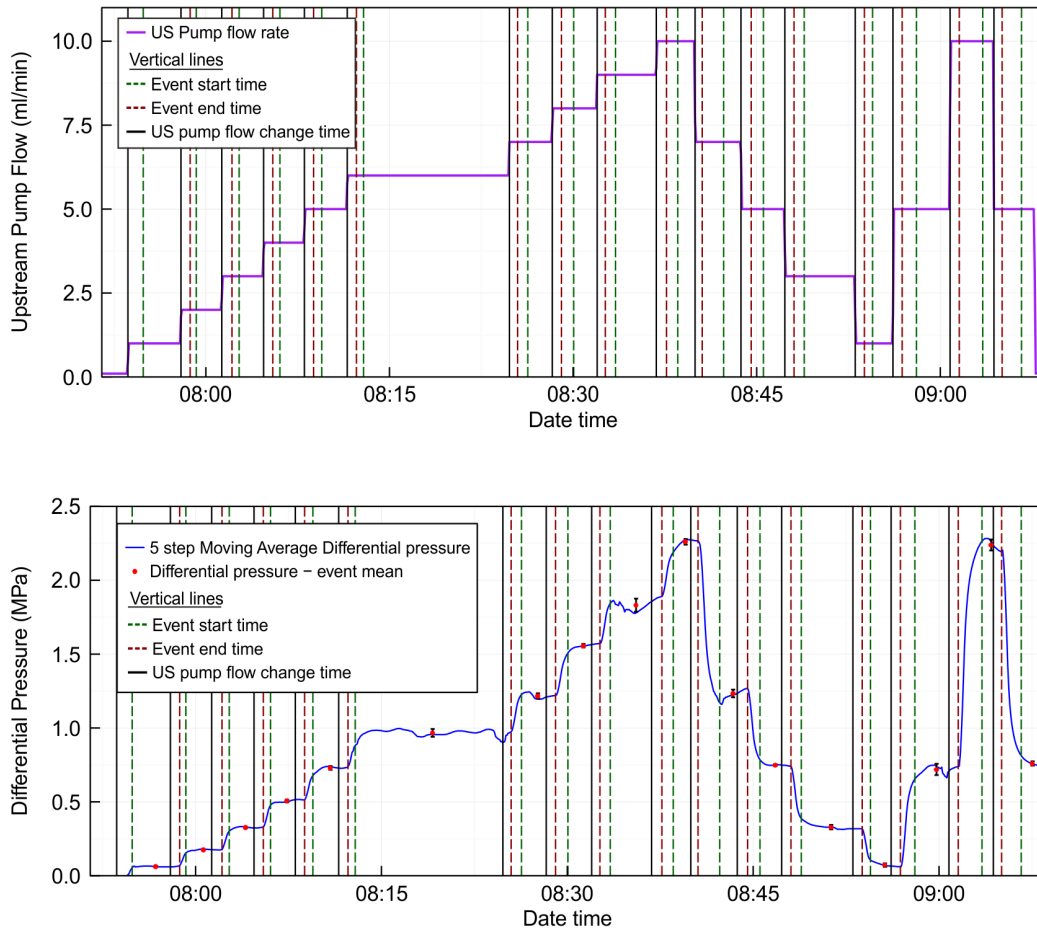 10.0
7.5
5.0
2.5
0.0
Upstream Pump Flow (ml/min)
US Pump flow rate
Vertical lines
Event start time
Event end time
US pump flow change time
08:00
08:15
08:30
08:45
09:00
Date time
2.5
2.0
1.5
1.0
0.5
0.0
Differential Pressure (MPa)
5 step Moving Average Differential pressure
Differential pressure − event mean
Vertical lines
Event start time
Event end time
US pump flow change time
08:00
08:15
08:30
08:45
09:00
Date time